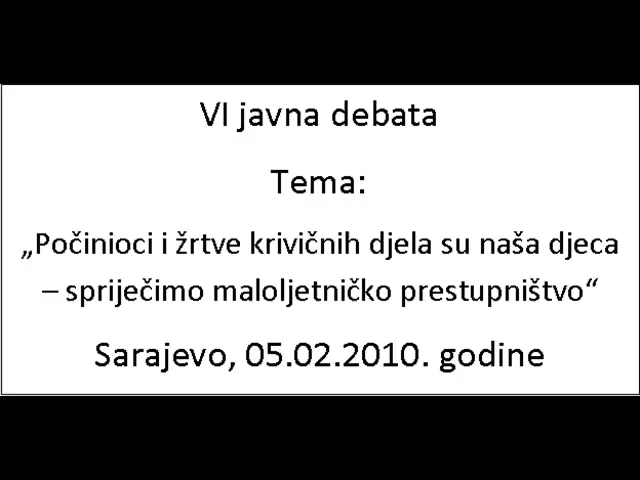 VI javna debata
Tema:
„Počinioci i žrtve krivičnih djela su naša djeca
– spriječimo maloljetničko prestupništvo“
Sarajevo, 05.02.2010. godine